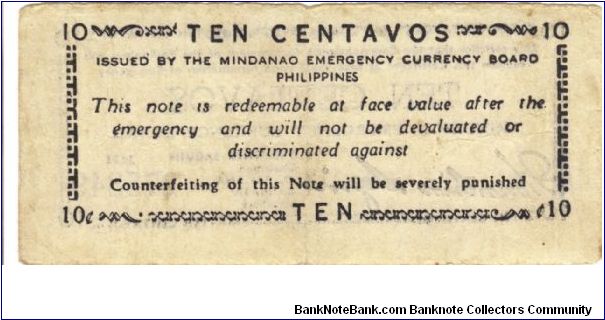 10 TEN CENTAVOS 10
ISSUED BY THE MINDANAO EMERGENCY CURRENCY BOARD
PHILIPPINES
This note is redeemable at face value after the
emergency and will not be devaluated or
discriminated against
Counterfeiting of this Note will be severely punished
10¢ TEN ¢10
BankNoteBank.com Banknote Collectors Community